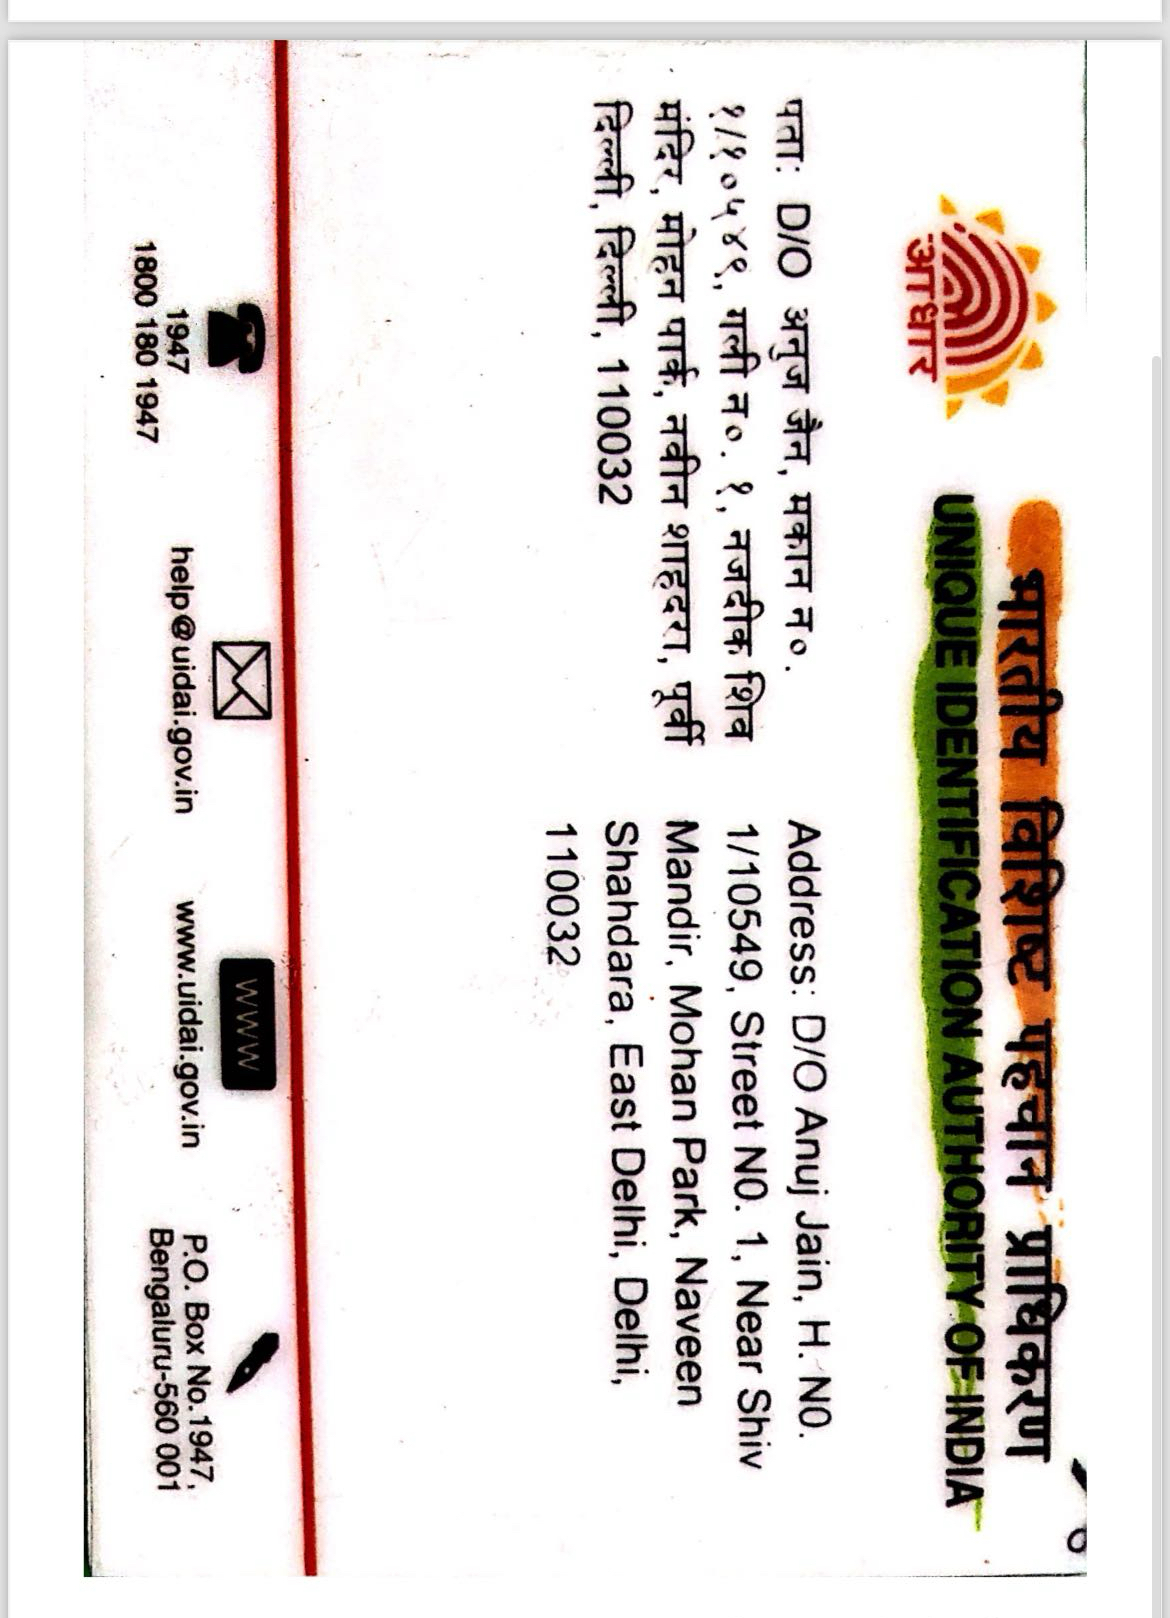 भारतीय विशिष्ट पहचान प्राधिकरण
UNIQUE IDENTIFICATION AUTHORITY OF INDIA
आधार
पता: D/O अनुज जैन, मकान न०.
१/१०५४९, गली न०. १, नजदीक शिव
मंदिर, मोहन पार्क, नवीन शाहदरा, पूर्वी
दिल्ली, दिल्ली, 110032
Address: D/O Anuj Jain, H. N0.
1/10549, Street N0. 1, Near Shiv
Mandir, Mohan Park, Naveen
Shahdara, East Delhi, Delhi,
110032
1947
1800 180 1947
help@uidai.gov.in
WWW
www.uidai.gov.in
P.O. Box No.1947,
Bengaluru-560 001